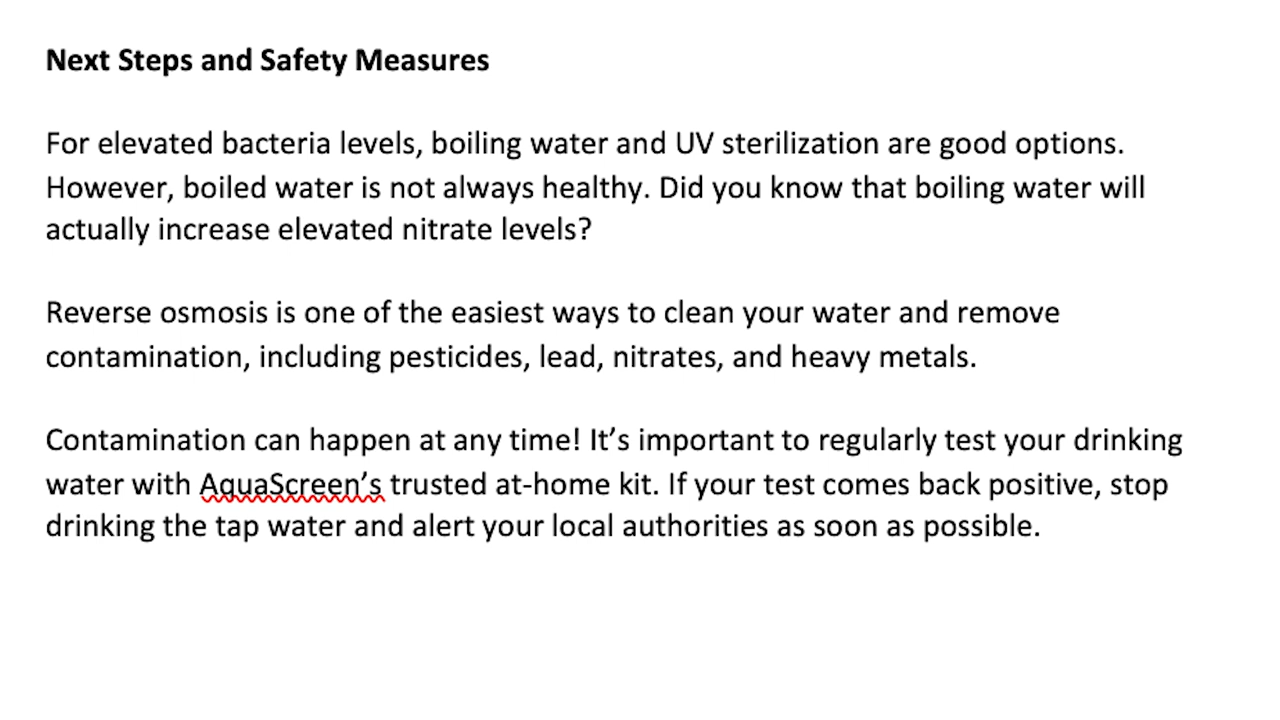 Next Steps and Safety Measures
For elevated bacteria levels, boiling water and UV sterilization are good options.
However, boiled water is not always healthy. Did you know that boiling water will
actually increase elevated nitrate levels?
Reverse osmosis is one of the easiest ways to clean your water and remove
contamination, including pesticides, lead, nitrates, and heavy metals.
Contamination can happen at any time! It’s important to regularly test your drinking
water with AquaScreen’s trusted at-home kit. If your test comes back positive, stop
drinking the tap water and alert your local authorities as soon as possible.